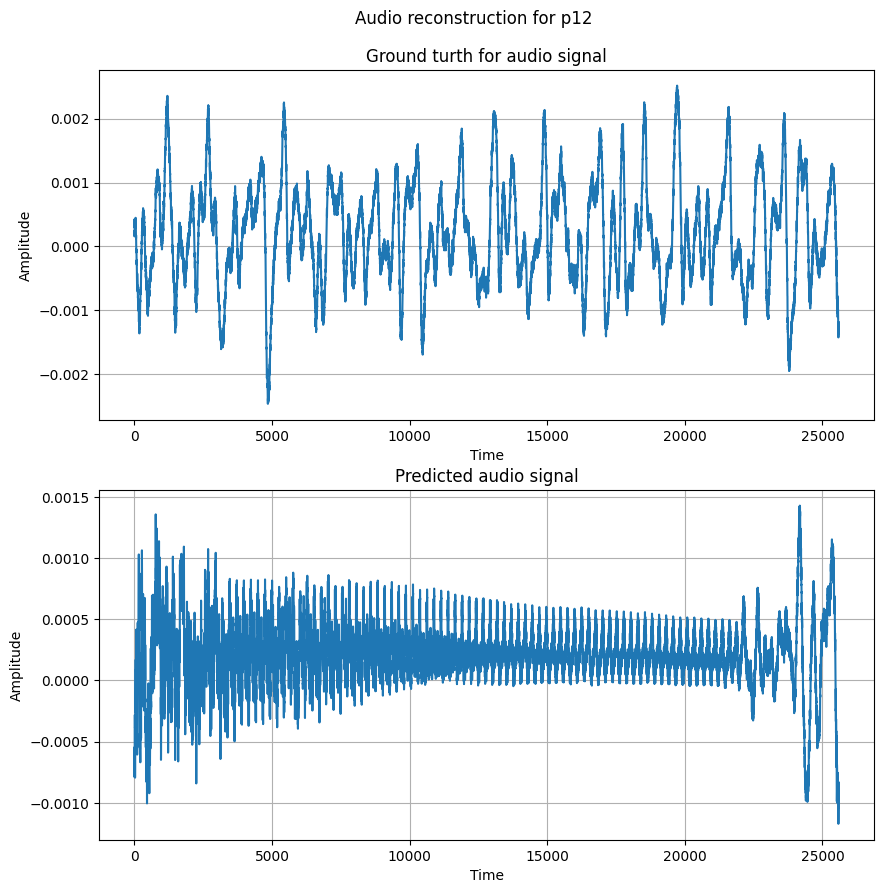 Audio reconstruction for p12
Ground turth for audio signal
0.002
0.001
0.000
−0.001
−0.002
Amplitude
0 5000 10000 15000 20000 25000
Time
Predicted audio signal
0.0015
0.0010
0.0005
0.0000
−0.0005
−0.0010
Amplitude
0 5000 10000 15000 20000 25000
Time